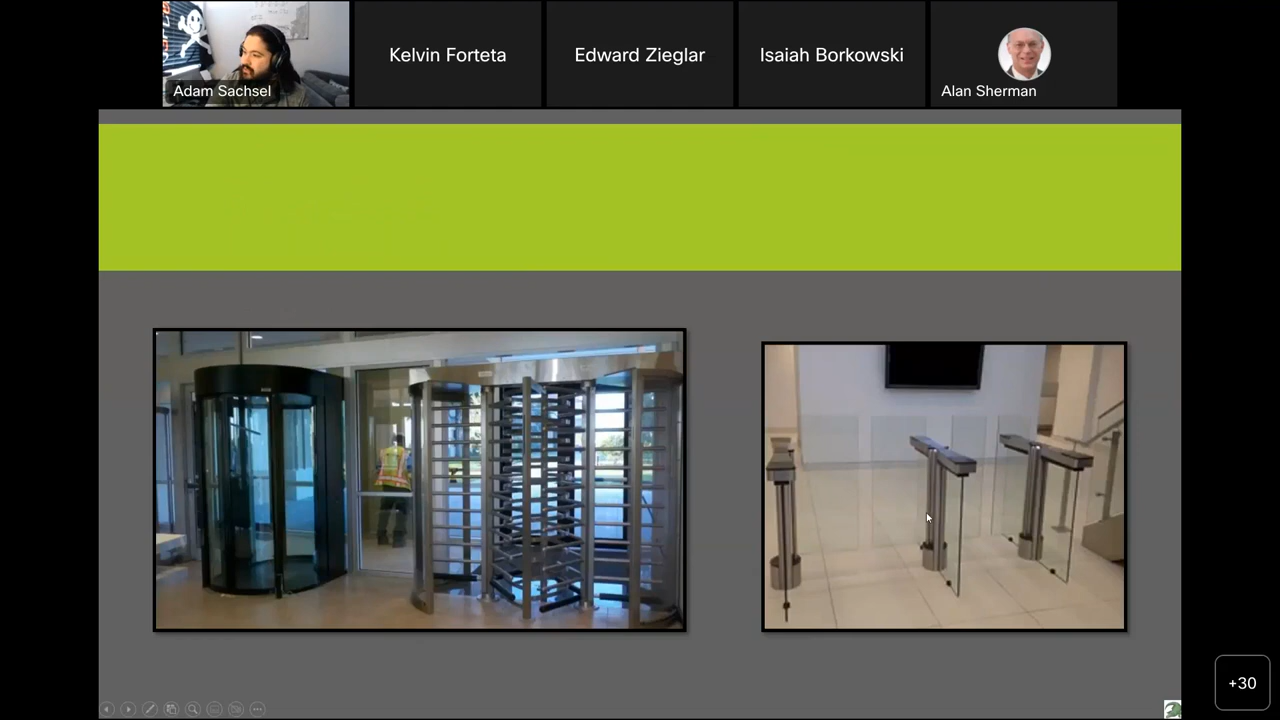 Adam Sachsel
Kelvin Forteta
Edward Zieglar
Isaiah Borkowski
Alan Sherman
+30